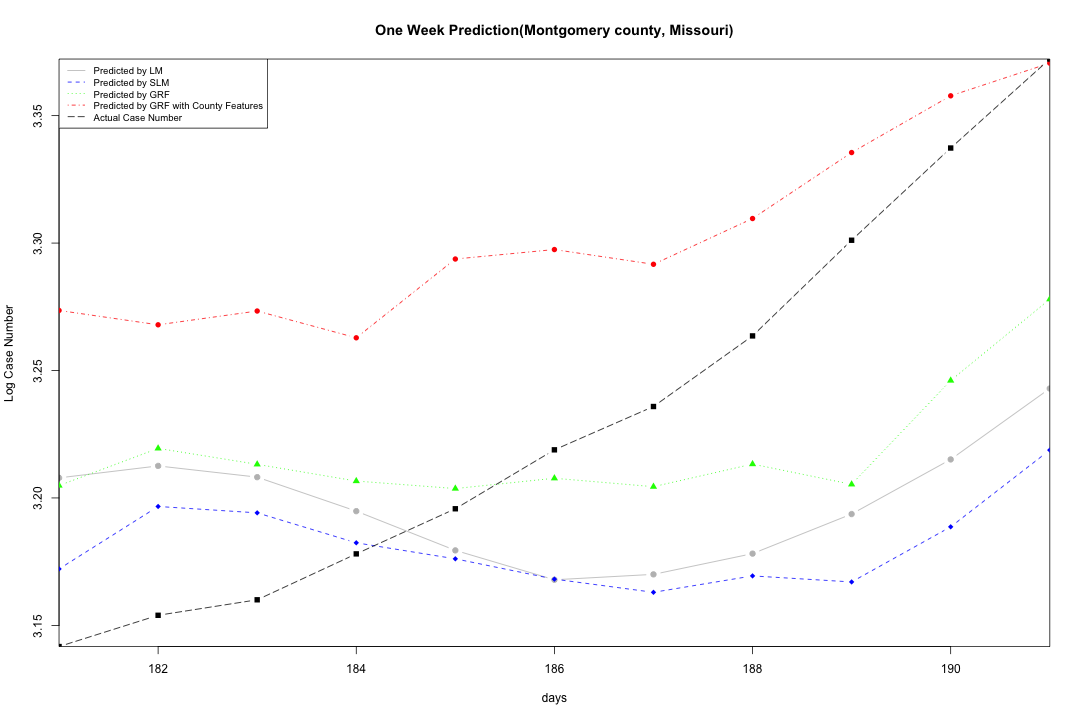 One Week Prediction(Montgomery county, Missouri)
Predicted by LM
Predicted by SLM
Predicted by GRF
Predicted by GRF with County Features
Actual Case Number
Log Case Number
3.35
3.30
3.25
3.20
3.15
182 184 186 188 190
days